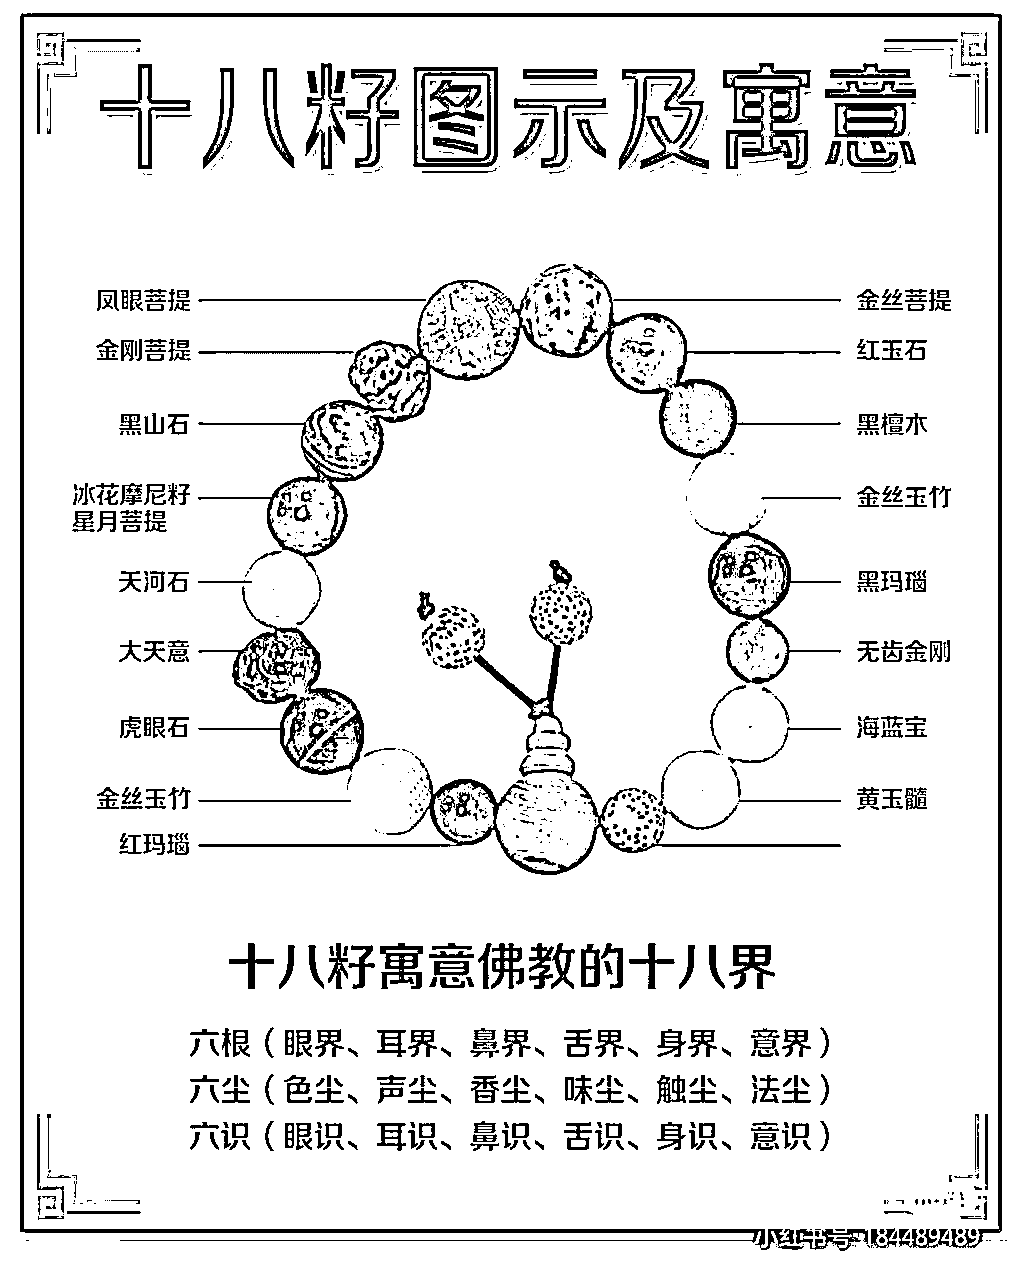 十八籽图示及寓意
凤眼菩提
金刚菩提
黑山石
冰花摩尼籽
星月菩提
天河石
大天意
虎眼石
金丝玉竹
红玛瑙
金丝菩提
红玉石
黑檀木
金丝玉竹
黑玛瑙
无齿金刚
海蓝宝
黄玉髓
十八籽寓意佛教的十八界
六根（眼界、耳界、鼻界、舌界、身界、意界）
六尘（色尘、声尘、香尘、味尘、触尘、法尘）
六识（眼识、耳识、鼻识、舌识、身识、意识）
小红书号:184489489